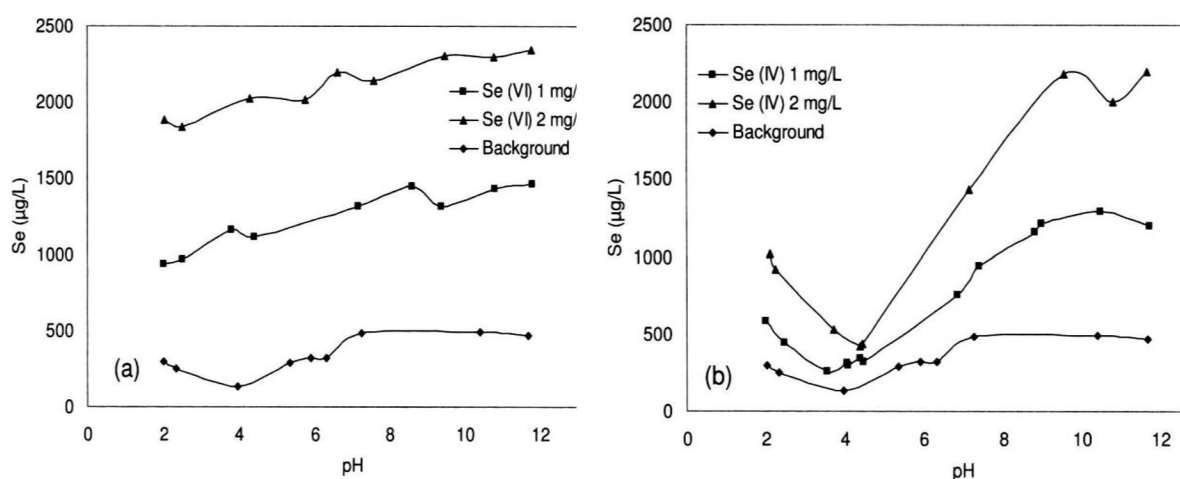 2500
2000
1500
1000
500
0
Se (µg/L)
Se (VI) 1 mg/
Se (VI) 2 mg/
Background
(a)
0 2 4 6 8 10 12
pH
2500
2000
1500
1000
500
0
Se (µg/L)
Se (IV) 1 mg/L
Se (IV) 2 mg/L
Background
(b)
0 2 4 6 8 10 12
pH